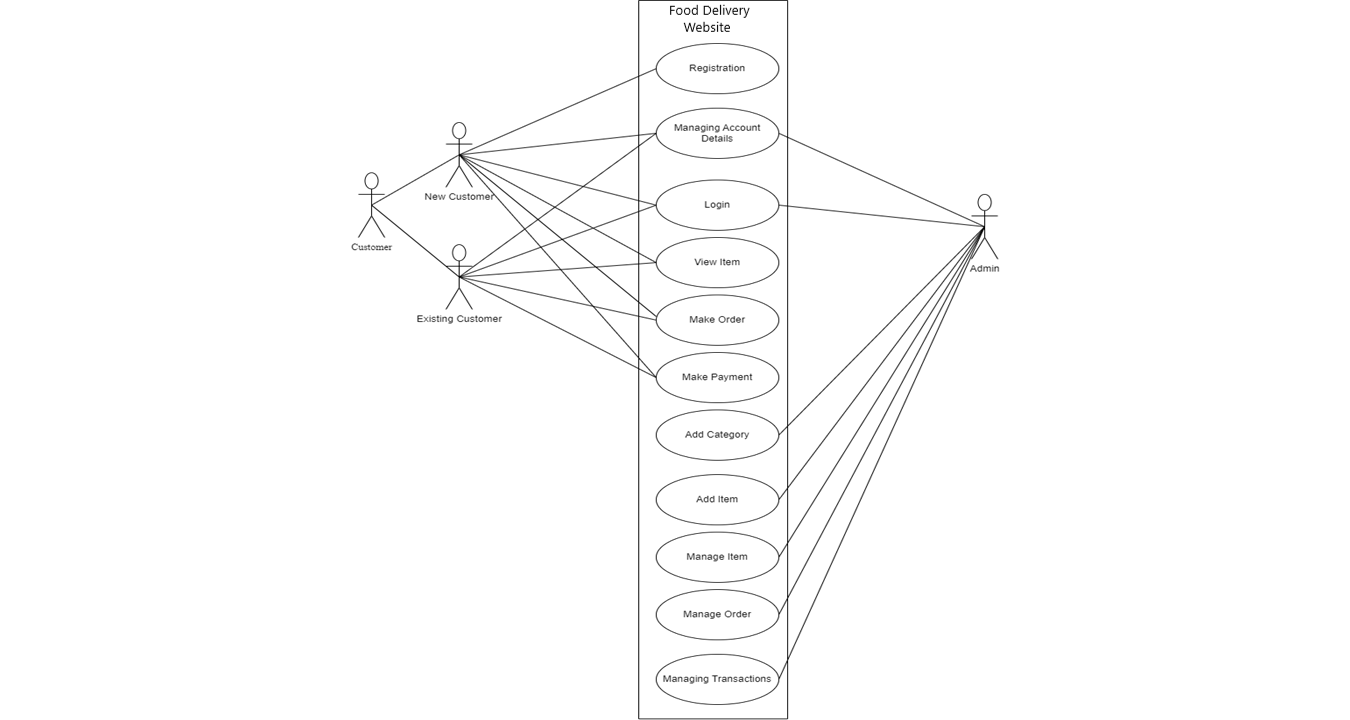 Food Delivery
Website
Registration
Managing Account
Details
New Customer
Customer
Login
View Item
Admin
Existing Customer
Make Order
Make Payment
Add Category
Add Item
Manage Item
Manage Order
Managing Transactions